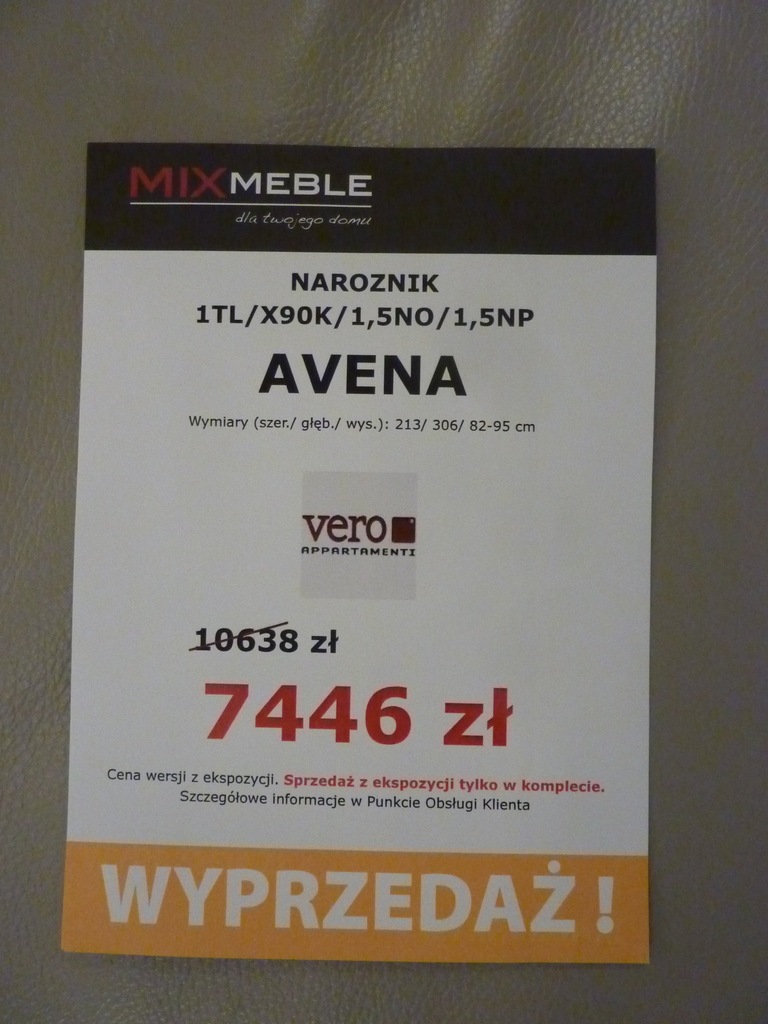 MIXMEBLE
dla twojego domu
NAROZNIK
1TL/X90K/1,5NO/1,5NP
AVENA
Wymiary (szer./ głęb./ wys.): 213/ 306/ 82-95 cm
vero
APPARTAMENTI
10638 zł
7446 zł
Cena wersji z ekspozycji. Sprzedaż z ekspozycji tylko w komplecie.
Szczegółowe informacje w Punkcie Obsługi Klienta
WYPRZEDAŻ !